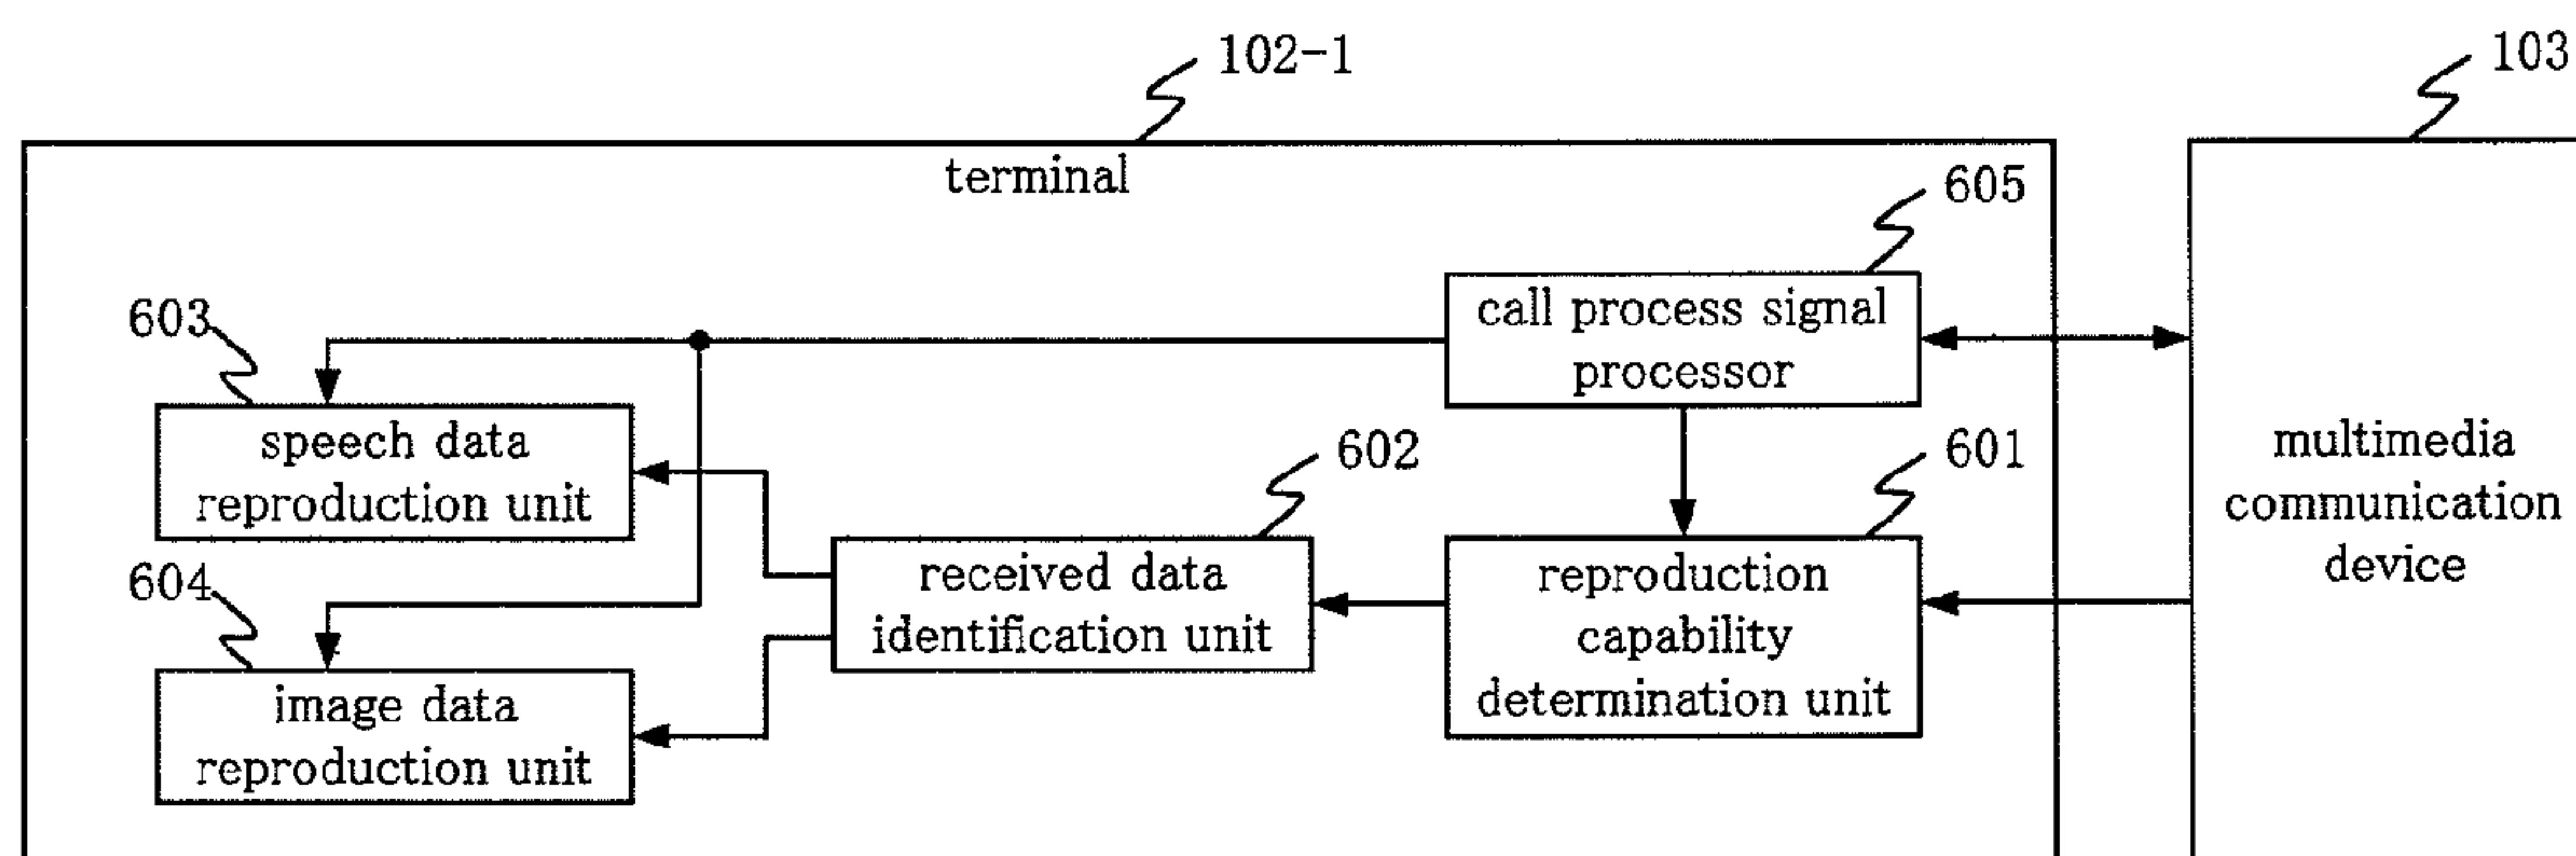 102-1
103
terminal
605
call process signal
processor
603
speech data
reproduction unit
602
601
multimedia
communication
device
received data
identification unit
reproduction
capability
determination unit
604
image data
reproduction unit